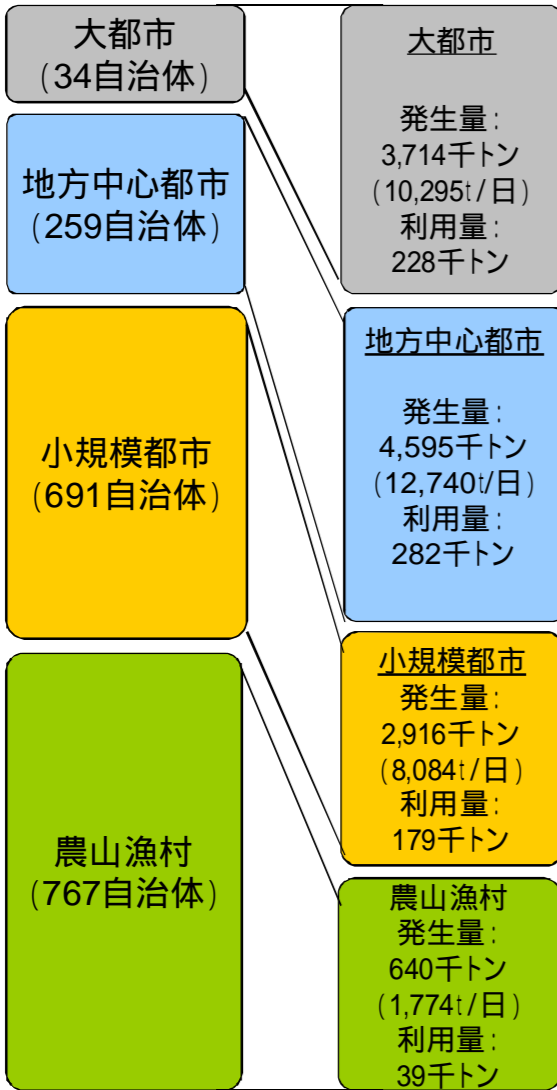 大都市
(34自治体)
地方中心都市
(259自治体)
小規模都市
(691自治体)
農山漁村
(767自治体)
大都市
発生量:
3,714千トン
(10,295t/日)
利用量:
228千トン
地方中心都市
発生量:
4,595千トン
(12,740t/日)
利用量:
282千トン
小規模都市
発生量:
2,916千トン
(8,084t/日)
利用量:
179千トン
農山漁村
発生量:
640千トン
(1,774t/日)
利用量:
39千トン